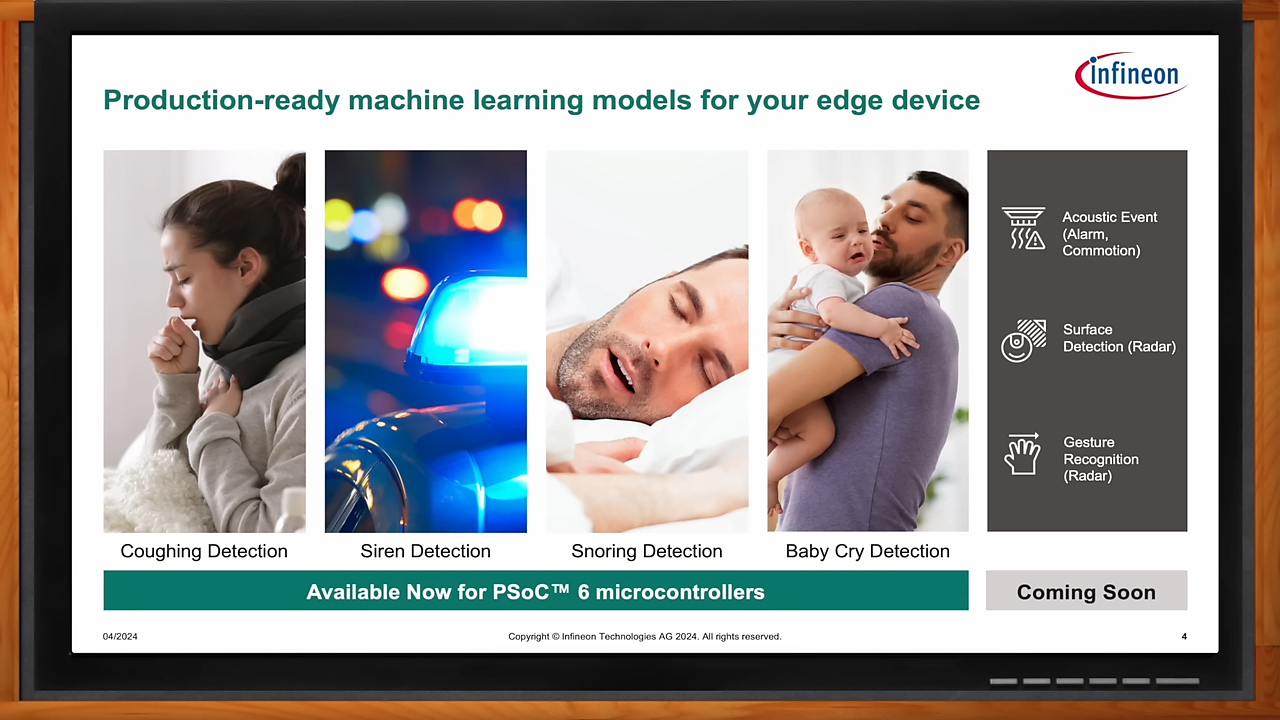 infineon
Production-ready machine learning models for your edge device
Acoustic Event
(Alarm,
Commotion)
Surface
Detection (Radar)
Gesture
Recognition
(Radar)
Coughing Detection
Siren Detection
Snoring Detection
Baby Cry Detection
Available Now for PSoC™ 6 microcontrollers
Coming Soon
04/2024
Copyright © Infineon Technologies AG 2024. All rights reserved.
4